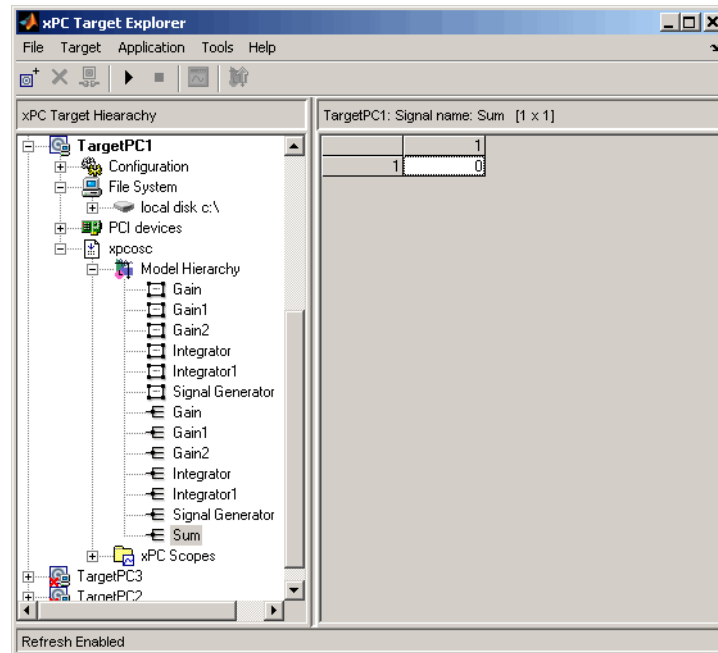 xPC Target Explorer
File Target Application Tools Help
xPC Target Hiearachy
TargetPC1: Signal name: Sum [1 x 1]
TargetPC1
Configuration
File System
local disk c:\
PCI devices
xpcosc
Model Hierarchy
Gain
Gain1
Gain2
Integrator
Integrator1
Signal Generator
Gain
Gain1
Gain2
Integrator
Integrator1
Signal Generator
Sum
xPC Scopes
TargetPC3
TargetPC2
1
1 0
Refresh Enabled